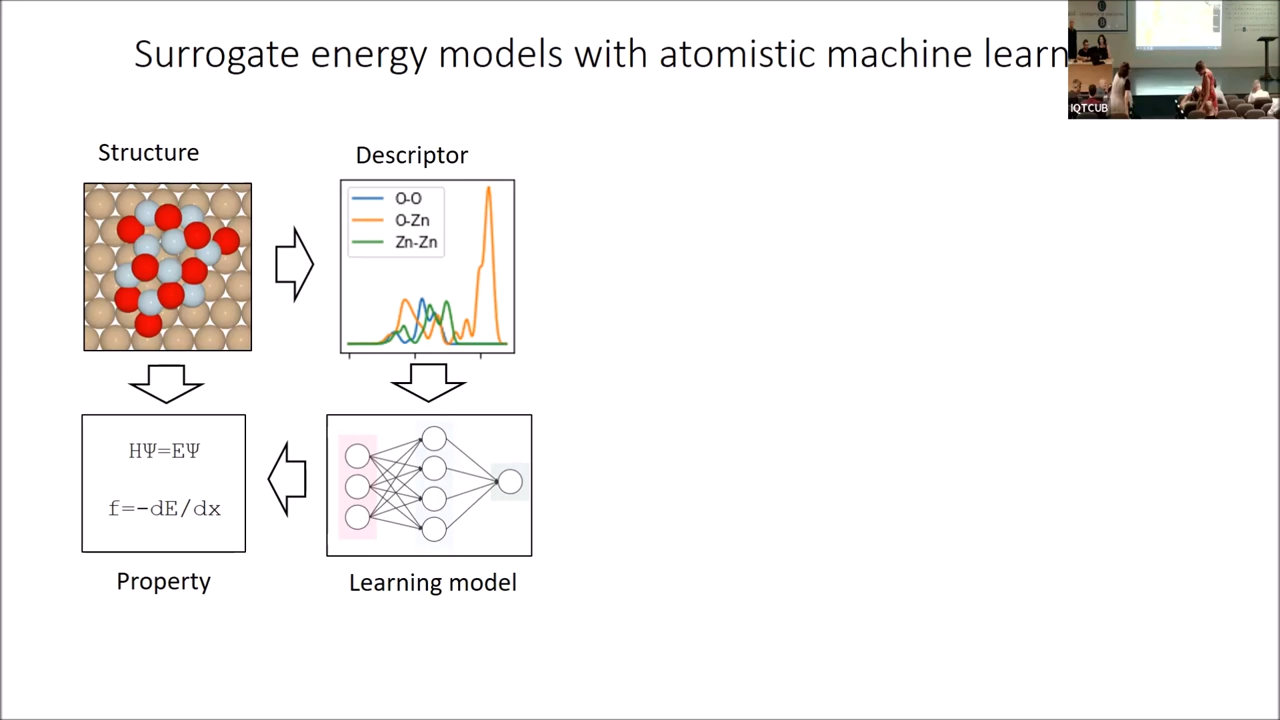 Surrogate energy models with atomistic machine learn
IQTCUB
Structure
Descriptor
O-O
O-Zn
Zn-Zn
HΨ=EΨ
f=-dE/dx
Property
Learning model